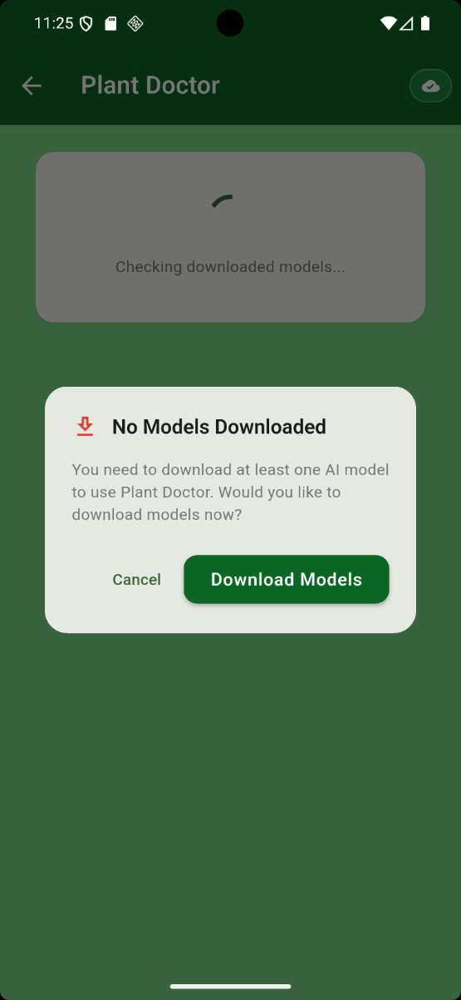 11:25
Plant Doctor
Checking downloaded models...
No Models Downloaded
You need to download at least one AI model
to use Plant Doctor. Would you like to
download models now?
Cancel
Download Models